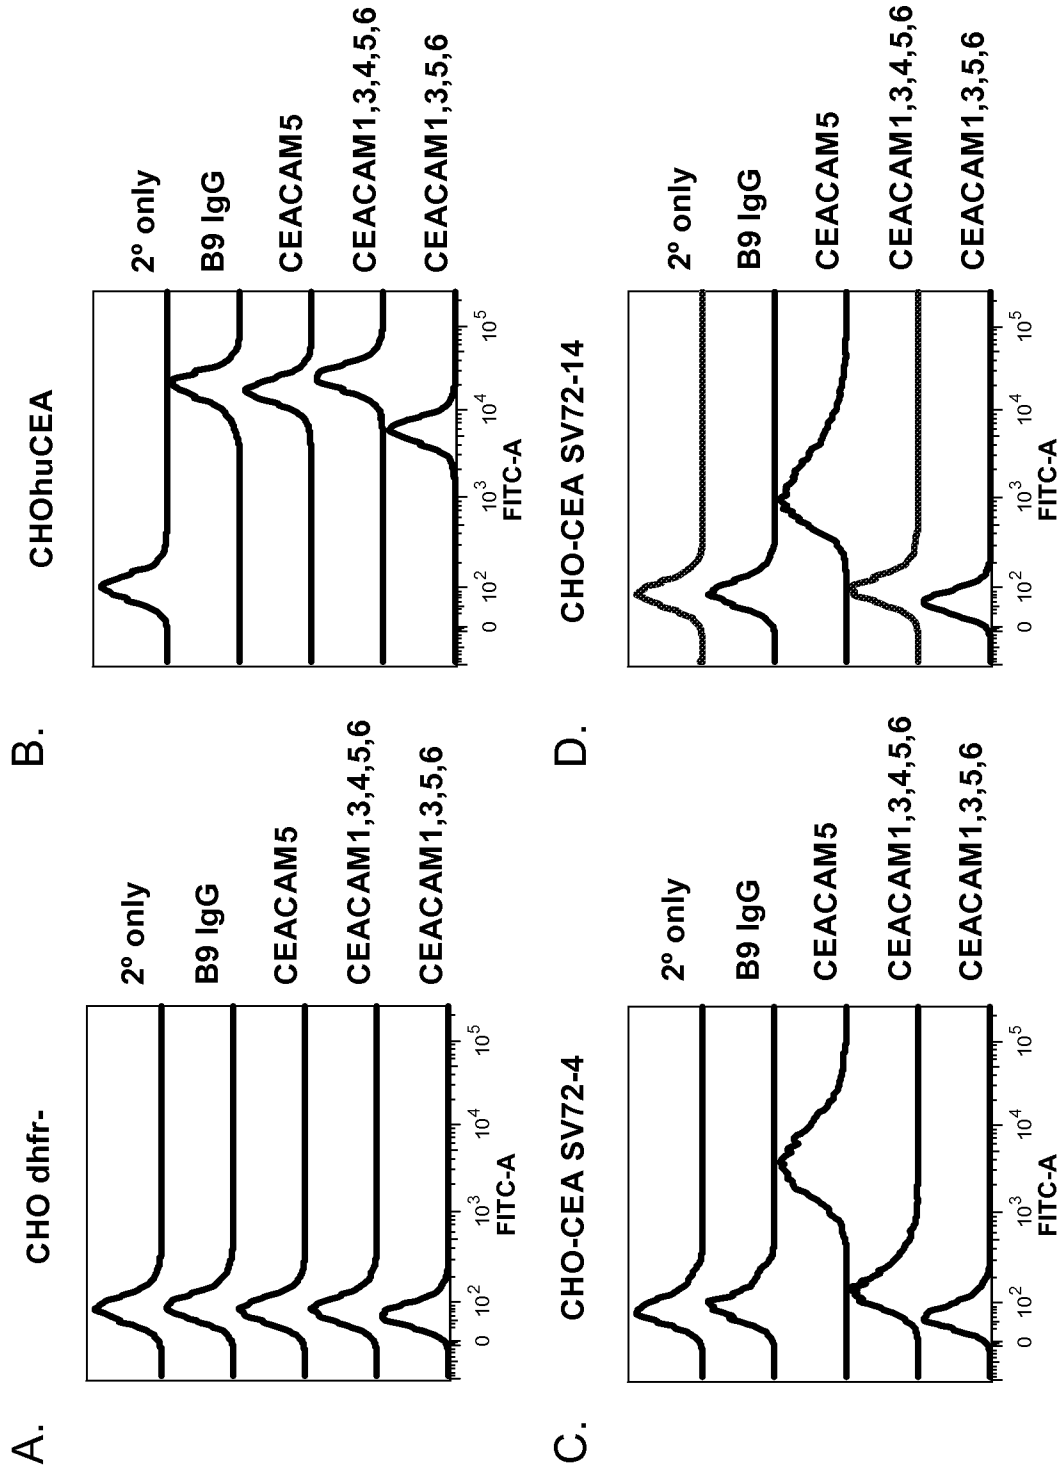 A.
CHO dhfr-
2º only
B9 IgG
CEACAM5
CEACAM1,3,4,5,6
CEACAM1,3,5,6
0 10² 10³ 10⁴ 10⁵
FITC-A
B.
CHOhuCEA
2º only
B9 IgG
CEACAM5
CEACAM1,3,4,5,6
CEACAM1,3,5,6
0 10² 10³ 10⁴ 10⁵
FITC-A
C.
CHO-CEA SV72-4
2º only
B9 IgG
CEACAM5
CEACAM1,3,4,5,6
CEACAM1,3,5,6
0 10² 10³ 10⁴ 10⁵
FITC-A
D.
CHO-CEA SV72-14
2º only
B9 IgG
CEACAM5
CEACAM1,3,4,5,6
CEACAM1,3,5,6
0 10² 10³ 10⁴ 10⁵
FITC-A